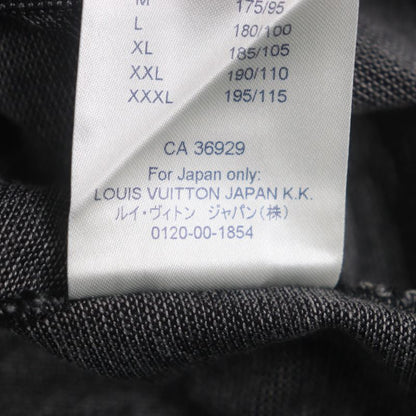 M 175/95
L 180/100
XL 185/105
XXL 190/110
XXXL 195/115
CA 36929
For Japan only:
LOUIS VUITTON JAPAN K.K.
ルイ・ヴィトン ジャパン(株)
0120-00-1854